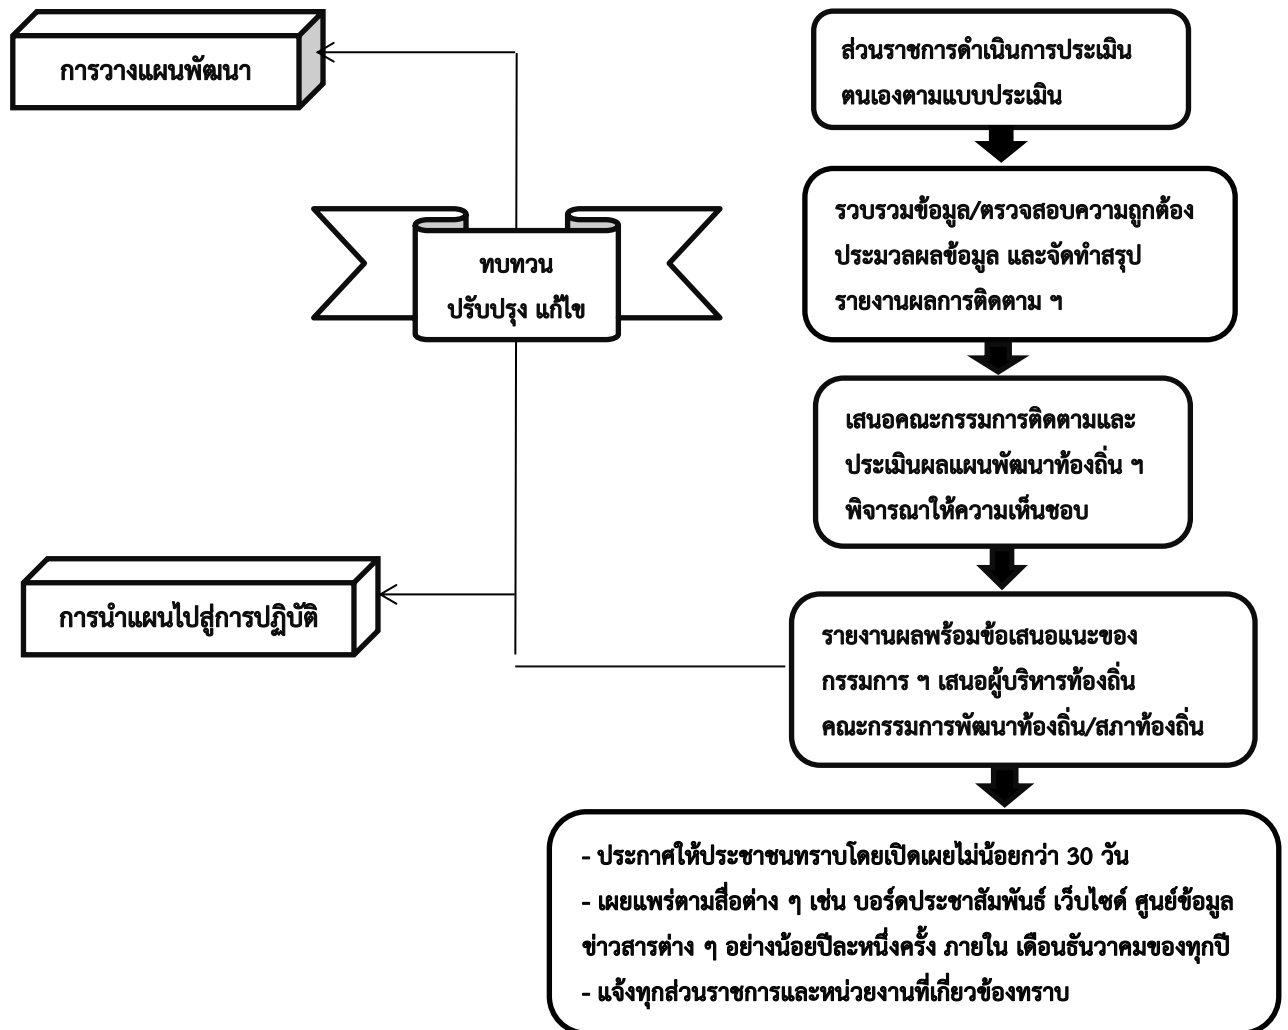 การวางแผนพัฒนา
ส่วนราชการดำเนินการประเมิน
ตนเองตามแบบประเมิน
รวบรวมข้อมูล/ตรวจสอบความถูกต้อง
ประมวลผลข้อมูล และจัดทำสรุป
รายงานผลการติดตาม ฯ
ทบทวน
ปรับปรุง แก้ไข
เสนอคณะกรรมการติดตามและ
ประเมินผลแผนพัฒนาท้องถิ่น ฯ
พิจารณาให้ความเห็นชอบ
การนำแผนไปสู่การปฏิบัติ
รายงานผลพร้อมข้อเสนอแนะของ
กรรมการ ฯ เสนอผู้บริหารท้องถิ่น
คณะกรรมการพัฒนาท้องถิ่น/สภาท้องถิ่น
- ประกาศให้ประชาชนทราบโดยเปิดเผยไม่น้อยกว่า 30 วัน
- เผยแพร่ตามสื่อต่าง ๆ เช่น บอร์ดประชาสัมพันธ์ เว็บไซด์ ศูนย์ข้อมูล
ข่าวสารต่าง ๆ อย่างน้อยปีละหนึ่งครั้ง ภายใน เดือนธันวาคมของทุกปี
- แจ้งทุกส่วนราชการและหน่วยงานที่เกี่ยวข้องทราบ